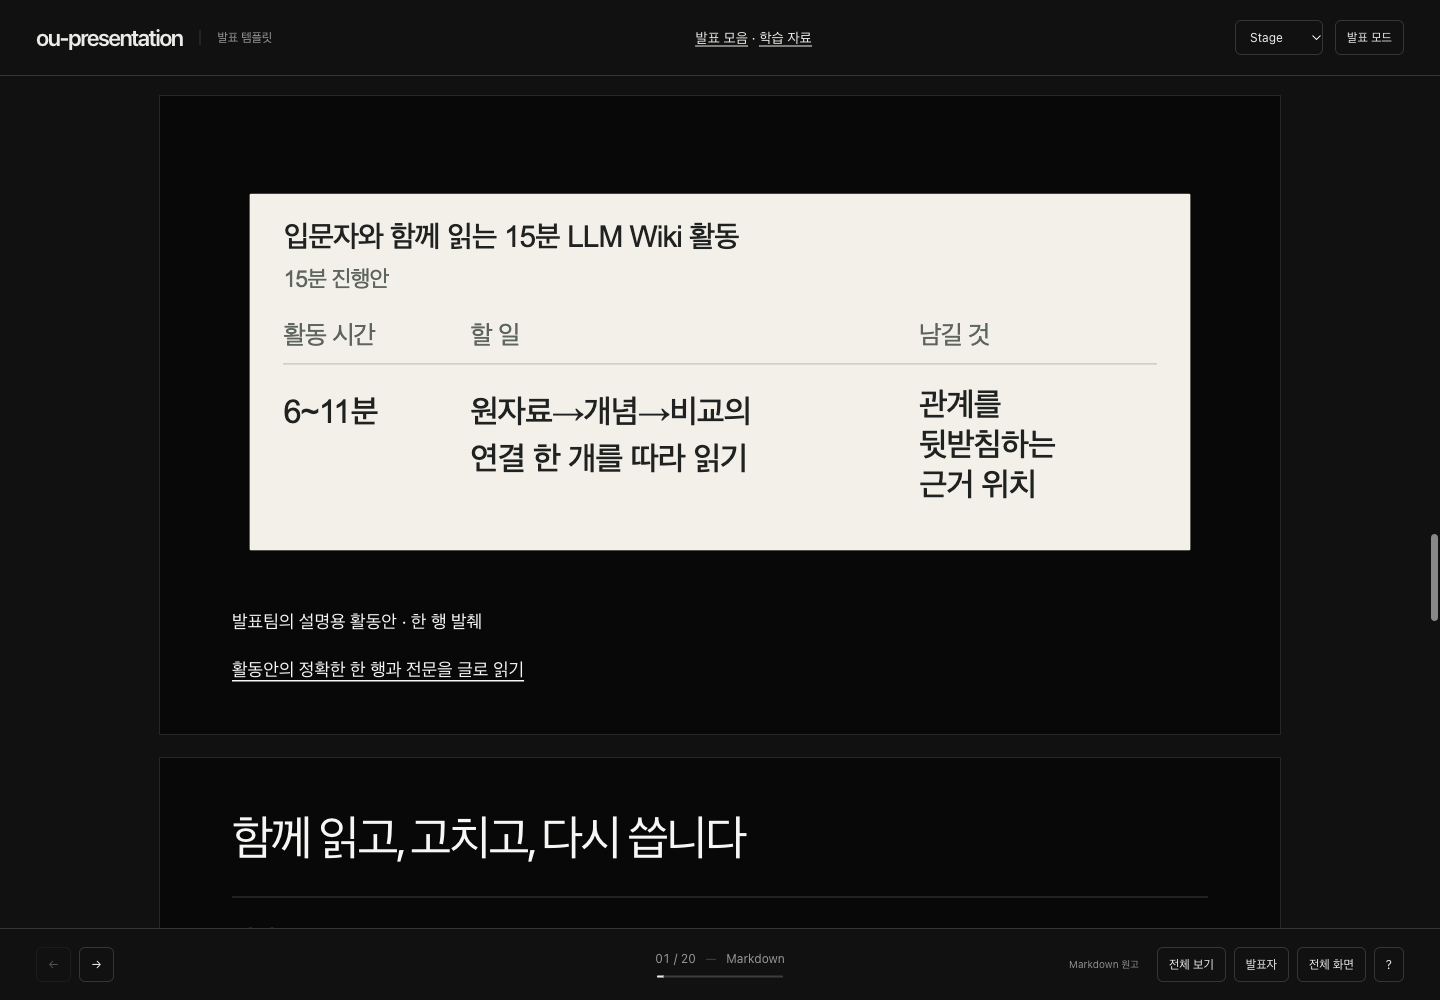 ou-presentation
발표 템플릿
발표 모음 · 학습 자료
Stage
발표 모드
입문자와 함께 읽는 15분 LLM Wiki 활동
15분 진행안
활동 시간
할 일
남길 것
6~11분
원자료→개념→비교의
연결 한 개를 따라 읽기
관계를
뒷받침하는
근거 위치
발표팀의 설명용 활동안 · 한 행 발췌
활동안의 정확한 한 행과 전문을 글로 읽기
함께 읽고, 고치고, 다시 씁니다
←
→
01 / 20 — Markdown
Markdown 원고
전체 보기
발표자
전체 화면
?